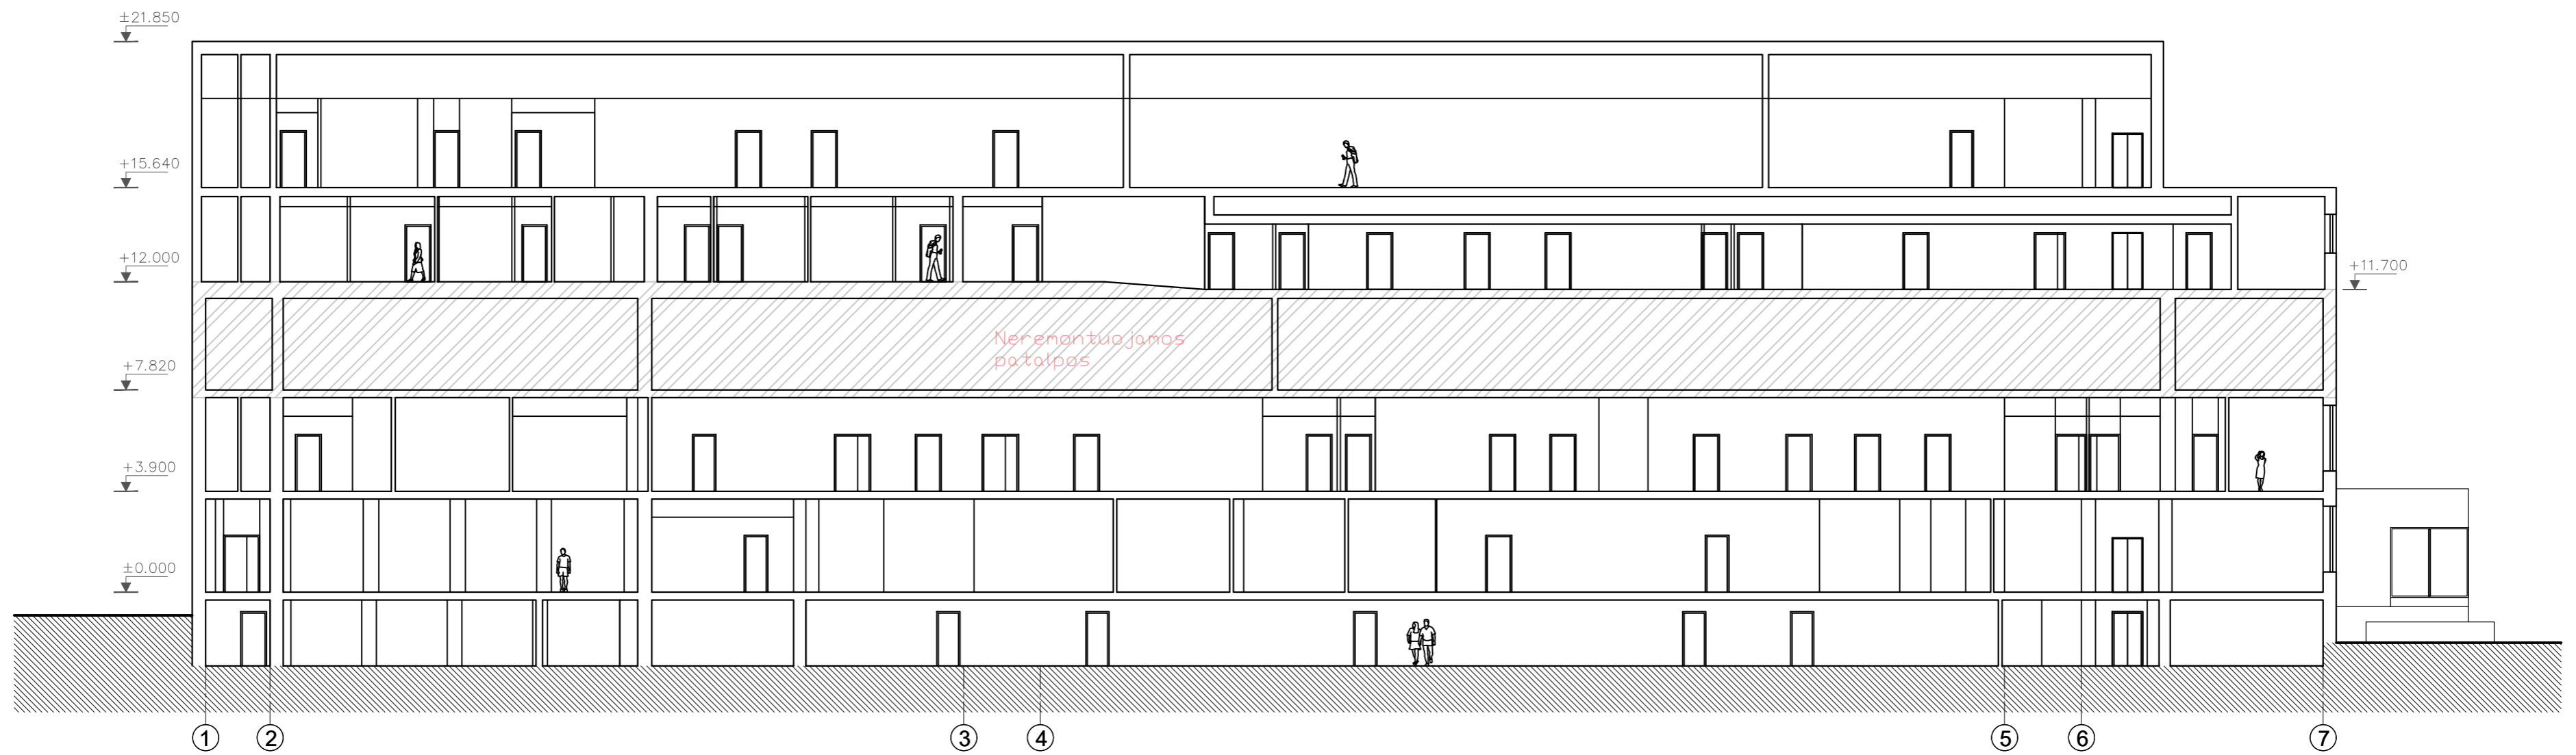 ±21.850
+15.640
+12.000
+11.700
Neremontuojamos
patalpos
+7.820
+3.900
±0.000
1 2 3 4 5 6 7